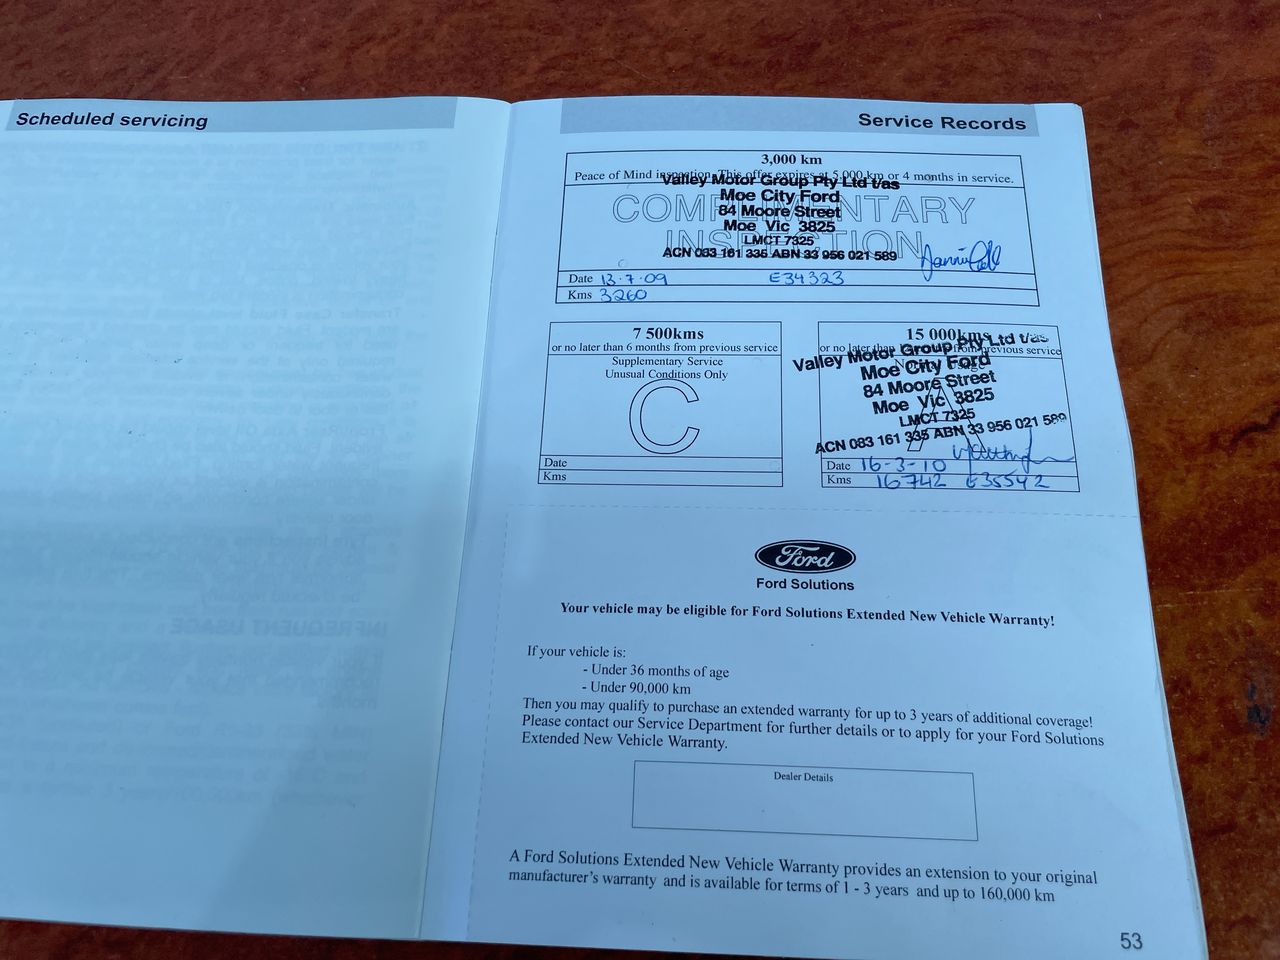 Scheduled servicing
Service Records
3,000 km
Peace of Mind inspection. This offer expires at 5,000 km or 4 months in service.
COMPLIMENTARY
INSPECTION
Valley Motor Group Pty Ltd t/as
Moe City Ford
84 Moore Street
Moe Vic 3825
LMCT 7325
ACN 083 161 335 ABN 33 956 021 589
Date 13.7.09 E34323
Kms 3260
7 500kms
or no later than 6 months from previous service
Supplementary Service
Unusual Conditions Only
C
Date
Kms
15 000kms
or no later than from previous service
A
Valley Motor Group Pty Ltd t/as
Moe City Ford
84 Moore Street
Moe Vic 3825
LMCT 7325
ACN 083 161 335 ABN 33 956 021 589
Date 16-3-10
Kms 16742 E35542
Ford
Ford Solutions
Your vehicle may be eligible for Ford Solutions Extended New Vehicle Warranty!
If your vehicle is:
- Under 36 months of age
- Under 90,000 km
Then you may qualify to purchase an extended warranty for up to 3 years of additional coverage!
Please contact our Service Department for further details or to apply for your Ford Solutions
Extended New Vehicle Warranty.
Dealer Details
A Ford Solutions Extended New Vehicle Warranty provides an extension to your original
manufacturer's warranty and is available for terms of 1 - 3 years and up to 160,000 km
53